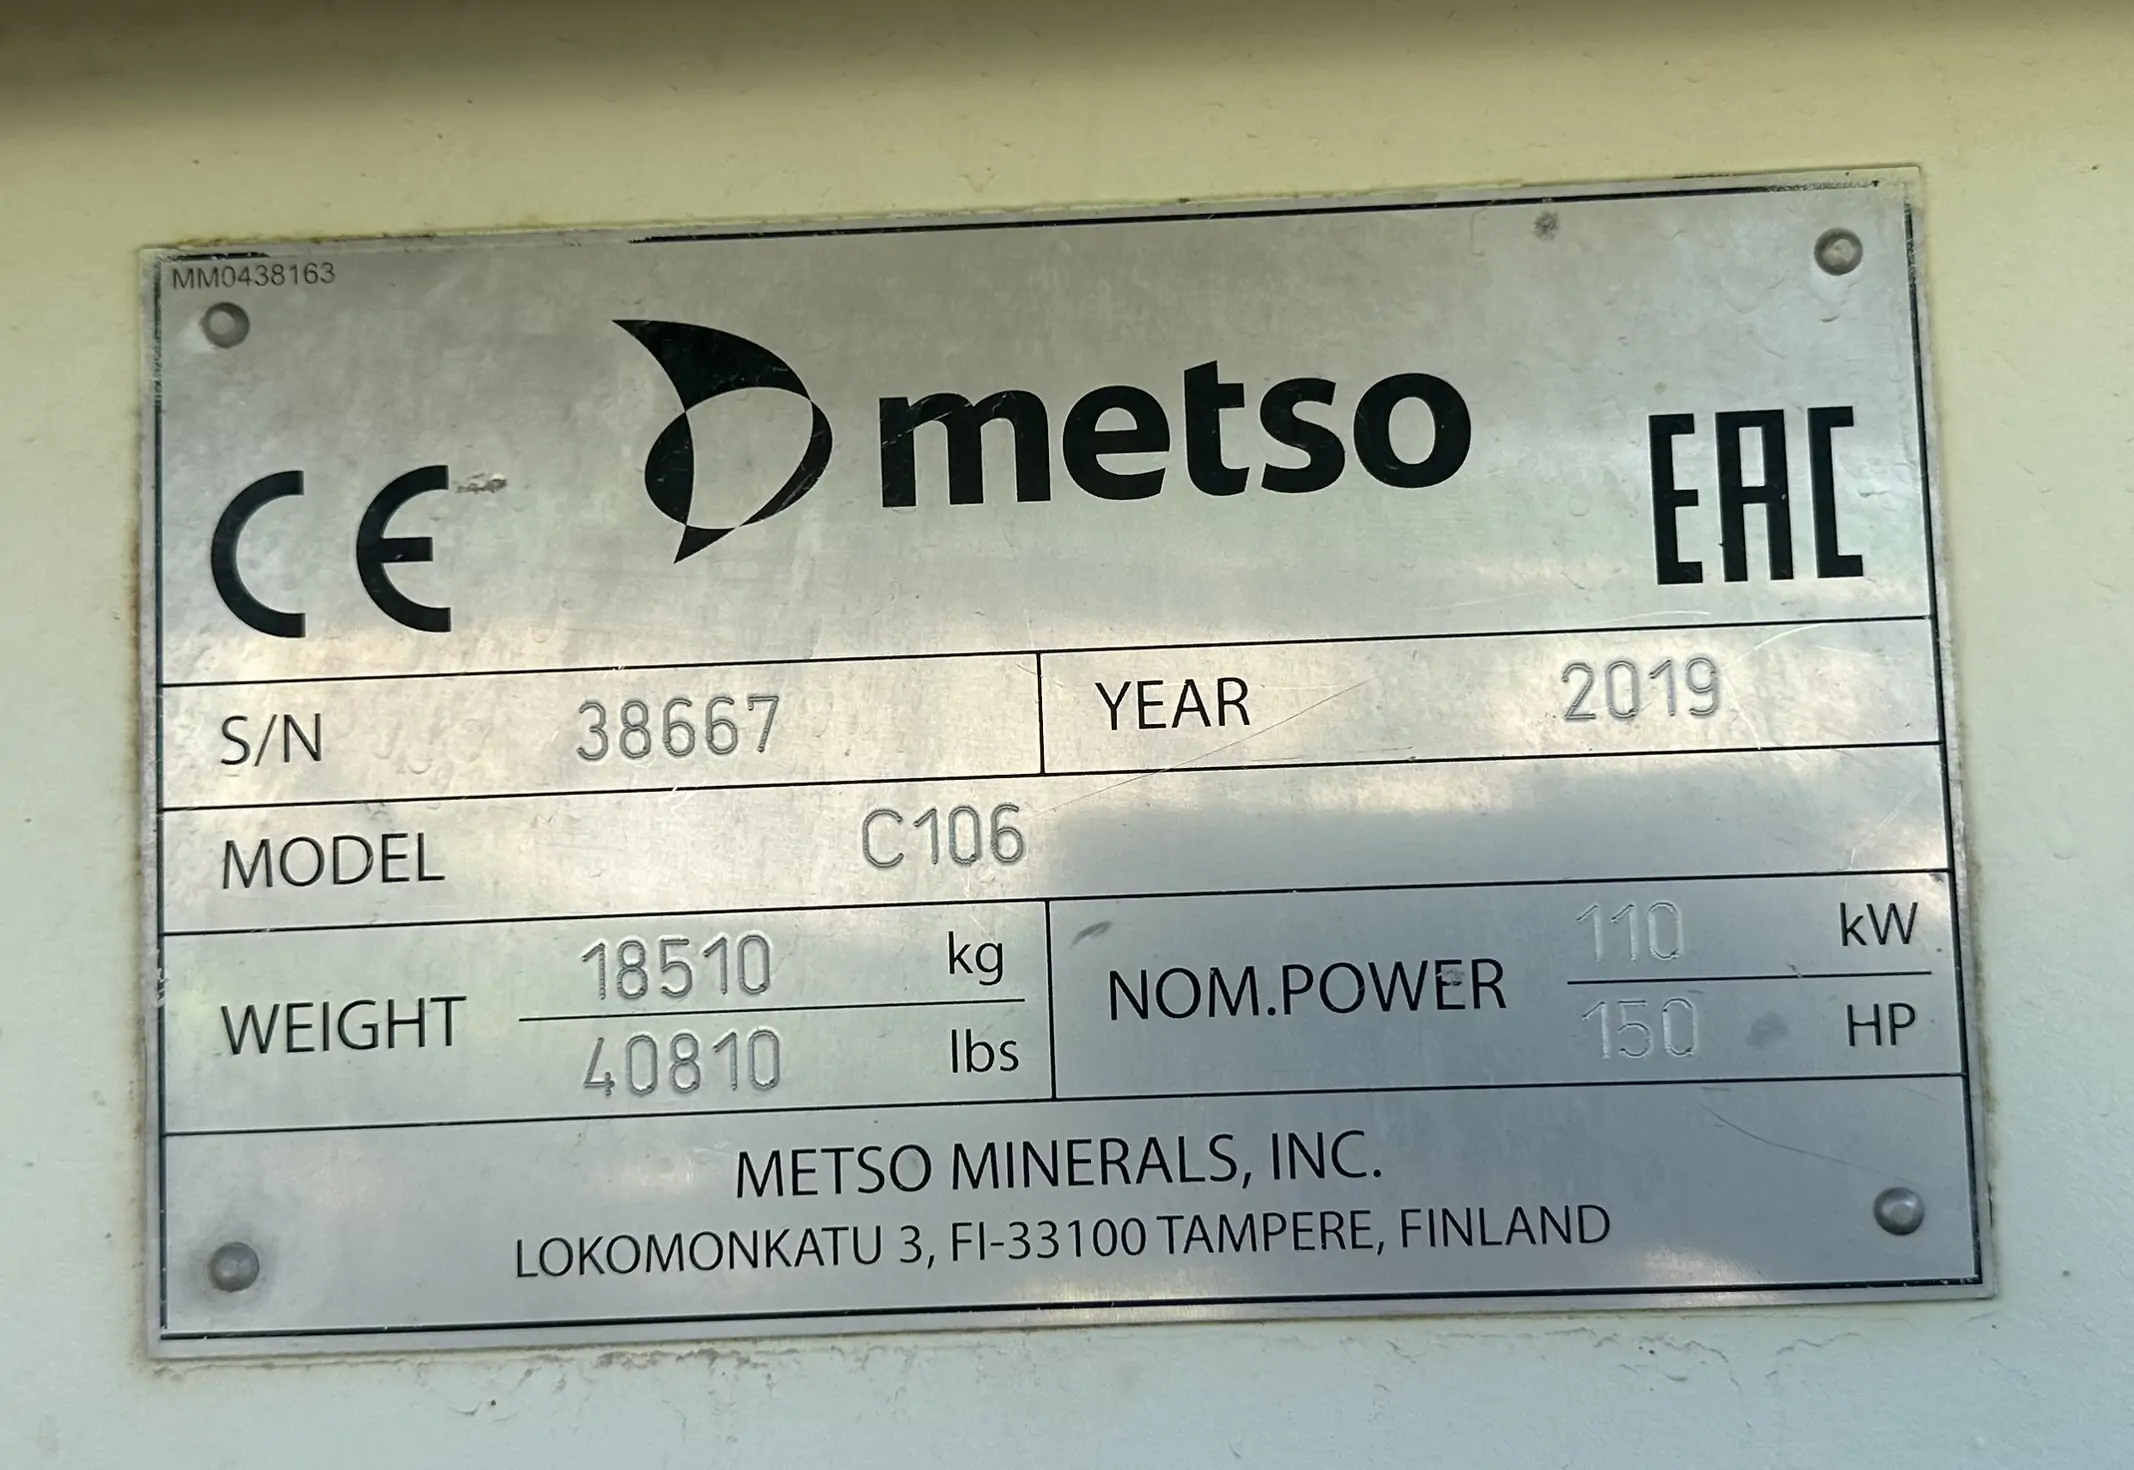 MM0438163
metso
CE
EAC
S/N 38667 YEAR 2019
MODEL C106
WEIGHT 18510 kg
40810 lbs
NOM.POWER 110 kW
150 HP
METSO MINERALS, INC.
LOKOMONKATU 3, FI-33100 TAMPERE, FINLAND